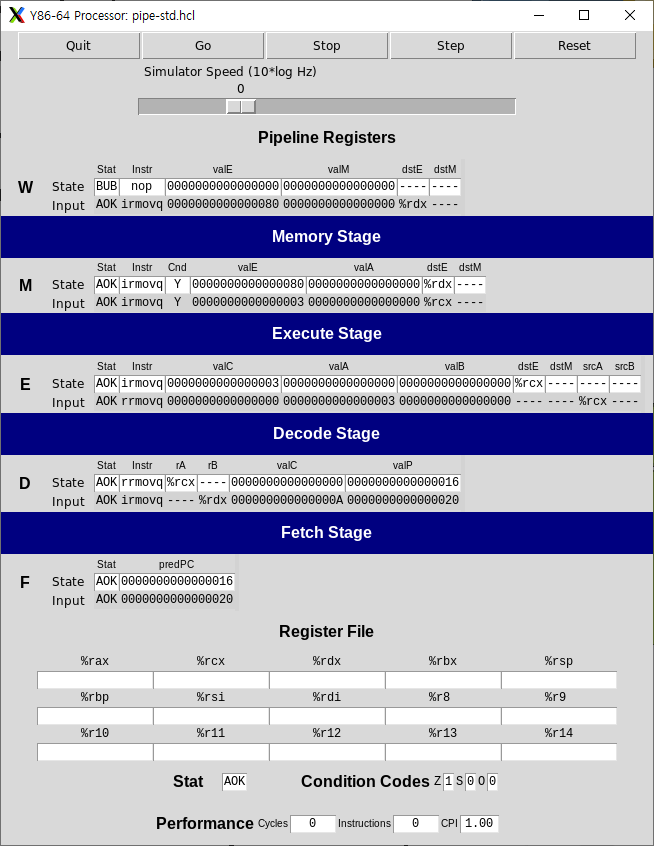 Y86-64 Processor: pipe-std.hcl
Quit Go Stop Step Reset
Simulator Speed (10*log Hz)
0
Pipeline Registers
Stat Instr valE valM dstE dstM
W State BUB nop 0000000000000000 0000000000000000 ---- ----
Input AOK irmovq 0000000000000080 0000000000000000 %rdx ----
Memory Stage
Stat Instr Cnd valE valA dstE dstM
M State AOK irmovq Y 0000000000000080 0000000000000000 %rdx ----
Input AOK irmovq Y 0000000000000003 0000000000000000 %rcx ----
Execute Stage
Stat Instr valC valA valB dstE dstM srcA srcB
E State AOK irmovq 0000000000000003 0000000000000000 0000000000000000 %rcx ---- ---- ----
Input AOK rrmovq 0000000000000000 0000000000000003 0000000000000000 ---- ---- %rcx ----
Decode Stage
Stat Instr rA rB valC valP
D State AOK rrmovq %rcx ---- 0000000000000000 0000000000000016
Input AOK irmovq ---- %rdx 000000000000000A 0000000000000020
Fetch Stage
Stat predPC
F State AOK 0000000000000016
Input AOK 0000000000000020
Register File
%rax %rcx %rdx %rbx %rsp
%rbp %rsi %rdi %r8 %r9
%r10 %r11 %r12 %r13 %r14
Stat AOK Condition Codes Z 1 S 0 O 0
Performance Cycles 0 Instructions 0 CPI 1.00